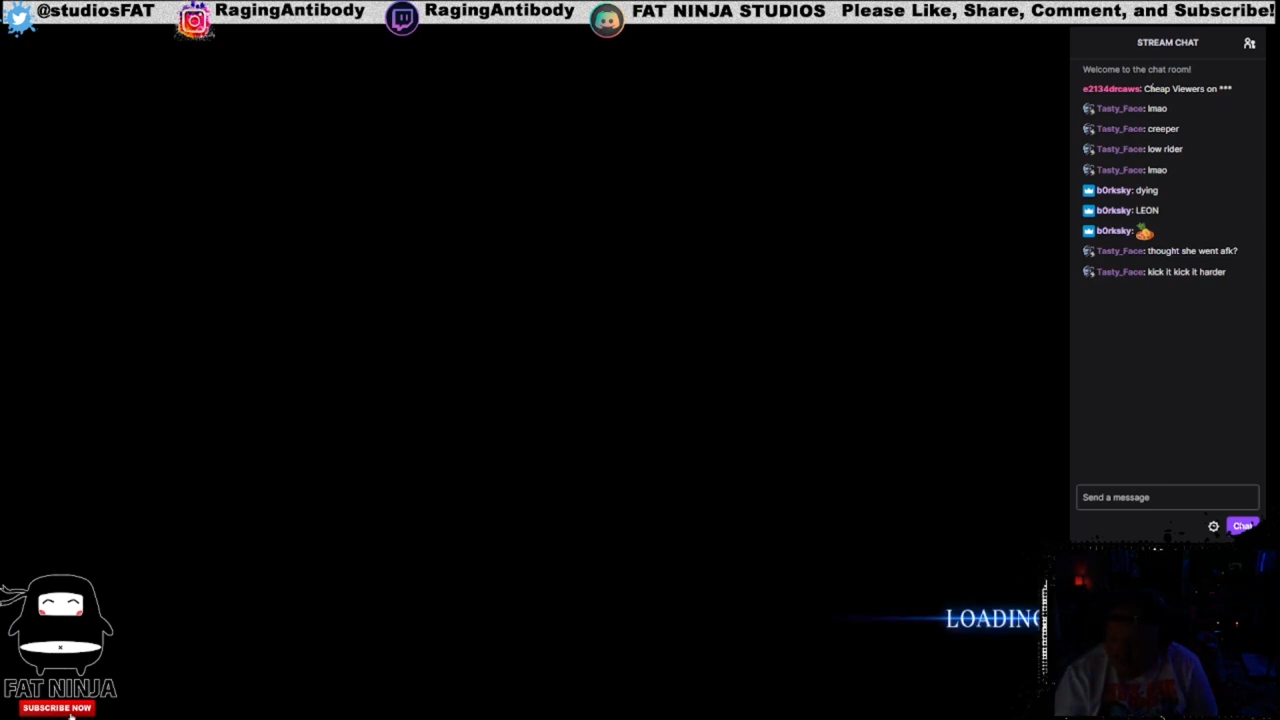 @studiosFAT RagingAntibody RagingAntibody FAT NINJA STUDIOS Please Like, Share, Comment, and Subscribe!
STREAM CHAT
Welcome to the chat room!
e2134drcaws: Cheap Viewers on ***
Tasty_Face: lmao
Tasty_Face: creeper
Tasty_Face: low rider
Tasty_Face: lmao
b0rksky: dying
b0rksky: LEON
b0rksky:
Tasty_Face: thought she went afk?
Tasty_Face: kick it kick it harder
Send a message
Chat
LOADING
FAT NINJA
SUBSCRIBE NOW